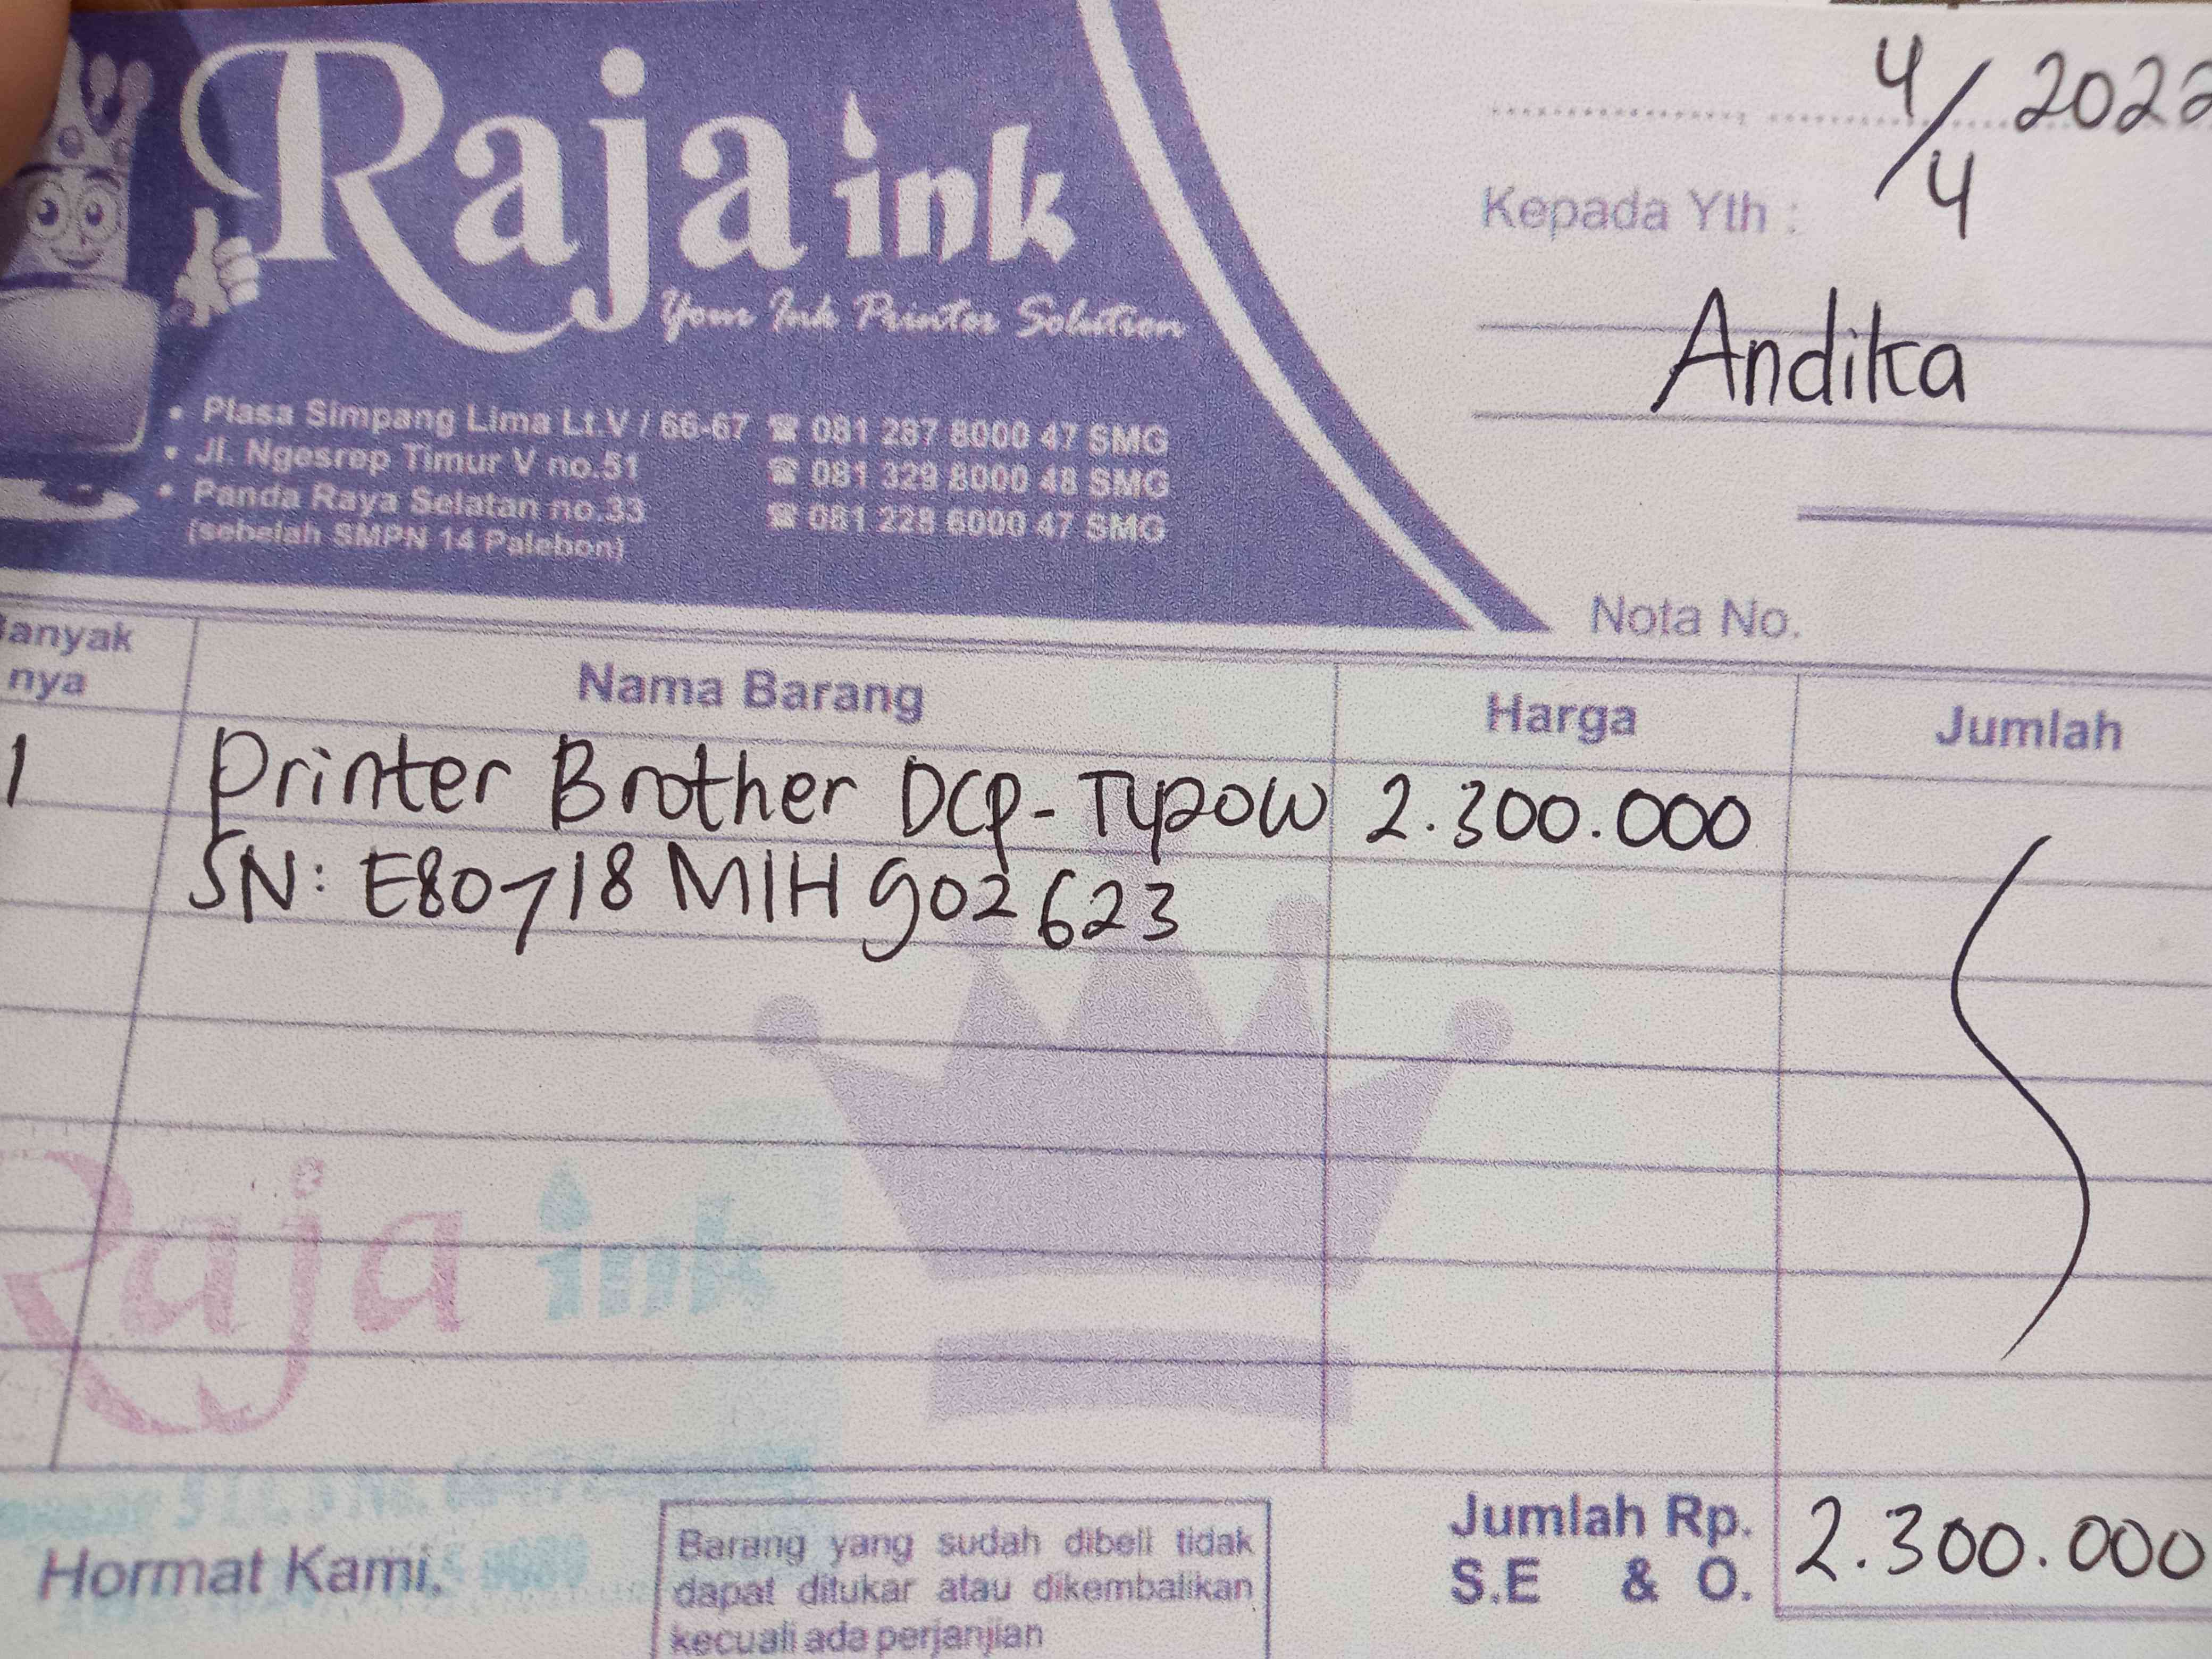 Raja ink
Your Ink Printer Solution
• Plasa Simpang Lima Lt.V / 66-67 ☎ 081 287 8000 47 SMG
• Jl. Ngesrep Timur V no.51 ☎ 081 329 8000 48 SMG
• Panda Raya Selatan no.33 ☎ 081 228 6000 47 SMG
(sebelah SMPN 14 Palebon)
4/4 2022
Kepada Yth :
Andika
Nota No.
Banyak nya Nama Barang Harga Jumlah
1 Printer Brother DCP-T420W 2.300.000
SN: E80718M1H902623
Raja ink
Hormat Kami.
Barang yang sudah dibeli tidak
dapat ditukar atau dikembalikan
kecuali ada perjanjian
Jumlah Rp. 2.300.000
S.E & O.